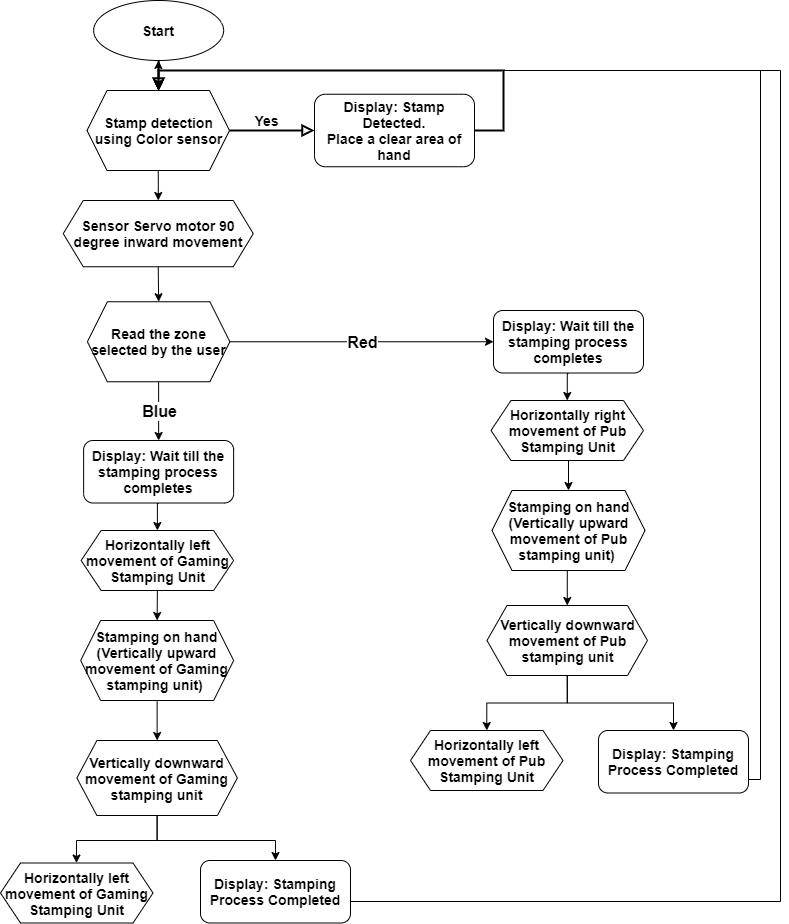 Start
Stamp detection
using Color sensor
Yes
Display: Stamp
Detected.
Place a clear area of
hand
Sensor Servo motor 90
degree inward movement
Read the zone
selected by the user
Red
Display: Wait till the
stamping process
completes
Blue
Display: Wait till the
stamping process
completes
Horizontally right
movement of Pub
Stamping Unit
Horizontally left
movement of Gaming
Stamping Unit
Stamping on hand
(Vertically upward
movement of Pub
stamping unit)
Stamping on hand
(Vertically upward
movement of Gaming
stamping unit)
Vertically downward
movement of Pub
stamping unit
Vertically downward
movement of Gaming
stamping unit
Horizontally left
movement of Pub
Stamping Unit
Display: Stamping
Process Completed
Horizontally left
movement of Gaming
Stamping Unit
Display: Stamping
Process Completed